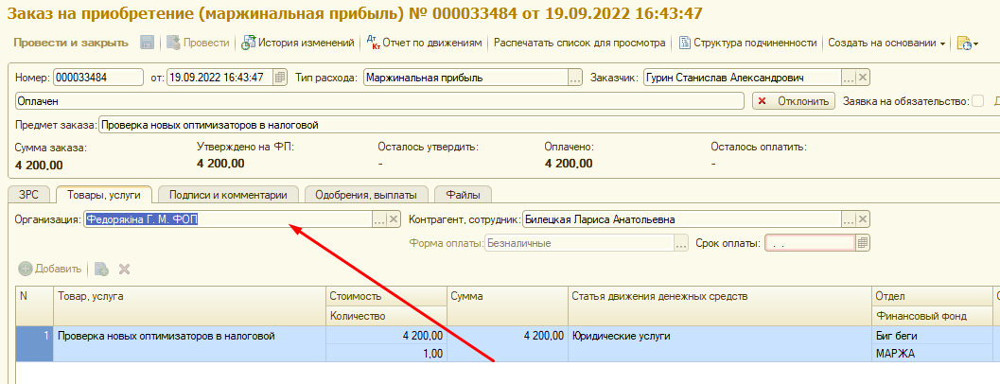 Заказ на приобретение (маржинальная прибыль) № 000033484 от 19.09.2022 16:43:47
Провести и закрыть Провести История изменений Дт Кт Отчет по движениям Распечатать список для просмотра Структура подчиненности Создать на основании
Номер: 000033484 от: 19.09.2022 16:43:47 Тип расхода: Маржинальная прибыль ... Заказчик: Гурин Станислав Александрович ...
Оплачен Отклонить Заявка на обязательство:
Предмет заказа: Проверка новых оптимизаторов в налоговой
Сумма заказа: Утверждено на ФП: Осталось утвердить: Оплачено: Осталось оплатить:
4 200,00 4 200,00 - 4 200,00 -
ЗРС Товары, услуги Подписи и комментарии Одобрения, выплаты Файлы
Организация: Федорякіна Г. М. ФОП ... Контрагент, сотрудник: Билецкая Лариса Анатольевна ...
Форма оплаты: Безналичные ... Срок оплаты: . .
Добавить
N Товар, услуга Стоимость Сумма Статья движения денежных средств Отдел
Количество Финансовый фонд
1 Проверка новых оптимизаторов в налоговой 4 200,00 4 200,00 Юридические услуги Биг беги
1,00 МАРЖА